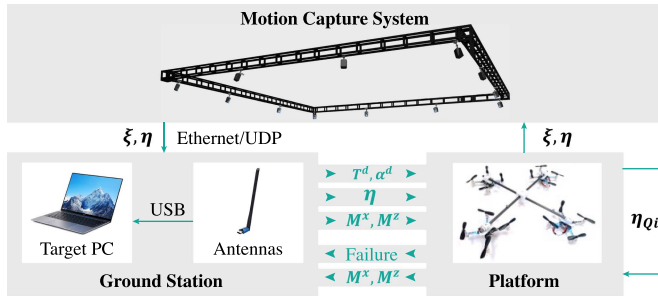 Motion Capture System
ξ, η
Ethernet/UDP
ξ, η
Target PC
USB
Antennas
Ground Station
T^d, α^d
η
M^x, M^z
Failure
M^x, M^z
Platform
η_Qi